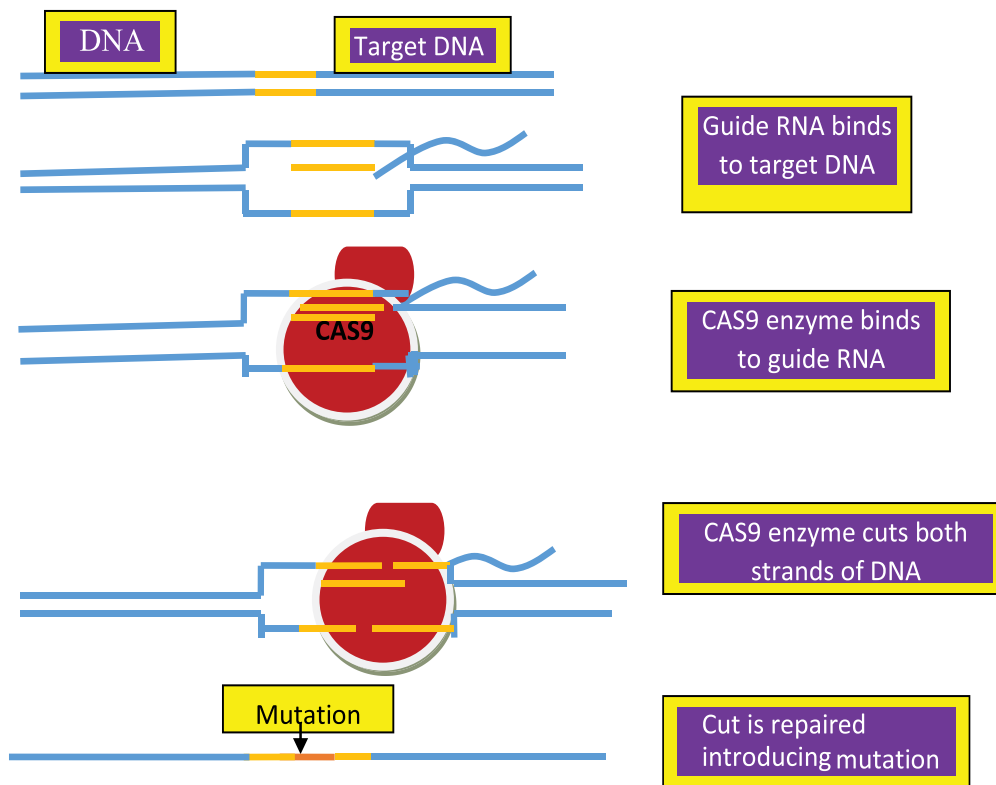 DNA
Target DNA
Guide RNA binds
to target DNA
CAS9
CAS9 enzyme binds
to guide RNA
CAS9 enzyme cuts both
strands of DNA
Mutation
Cut is repaired
introducing mutation